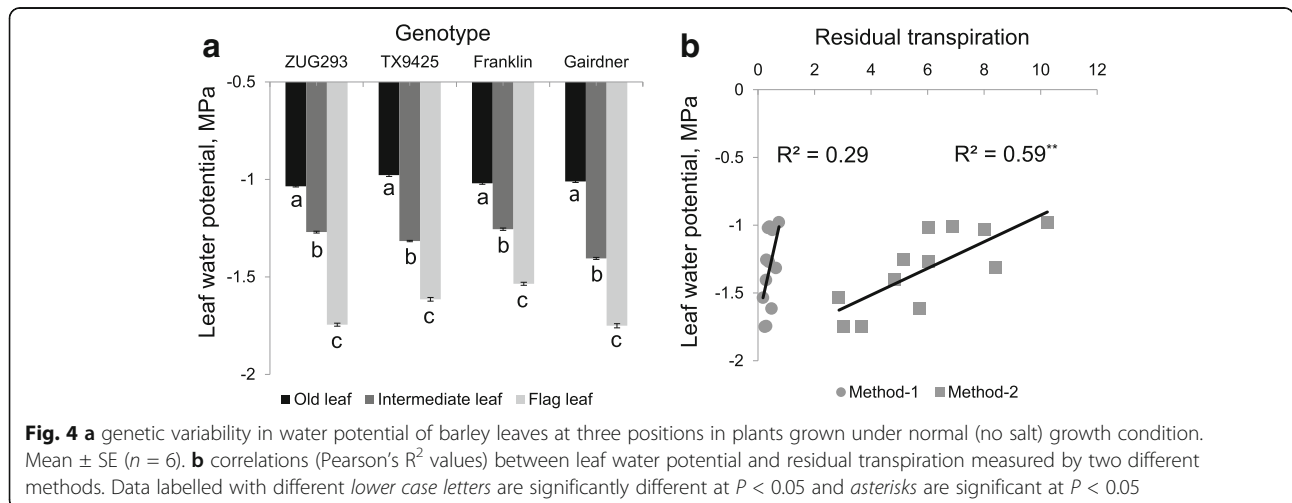 a
Genotype
ZUG293 TX9425 Franklin Gairdner
-0.5
-1
-1.5
-2
Leaf water potential, MPa
a b c a b c a b c a b c
Old leaf Intermediate leaf Flag leaf
b
Residual transpiration
0 2 4 6 8 10 12
0
-0.5
-1
-1.5
-2
Leaf water potential, MPa
R² = 0.29 R² = 0.59**
Method-1 Method-2
Fig. 4 a genetic variability in water potential of barley leaves at three positions in plants grown under normal (no salt) growth condition.
Mean ± SE (n = 6). b correlations (Pearson's R² values) between leaf water potential and residual transpiration measured by two different
methods. Data labelled with different lower case letters are significantly different at P < 0.05 and asterisks are significant at P < 0.05